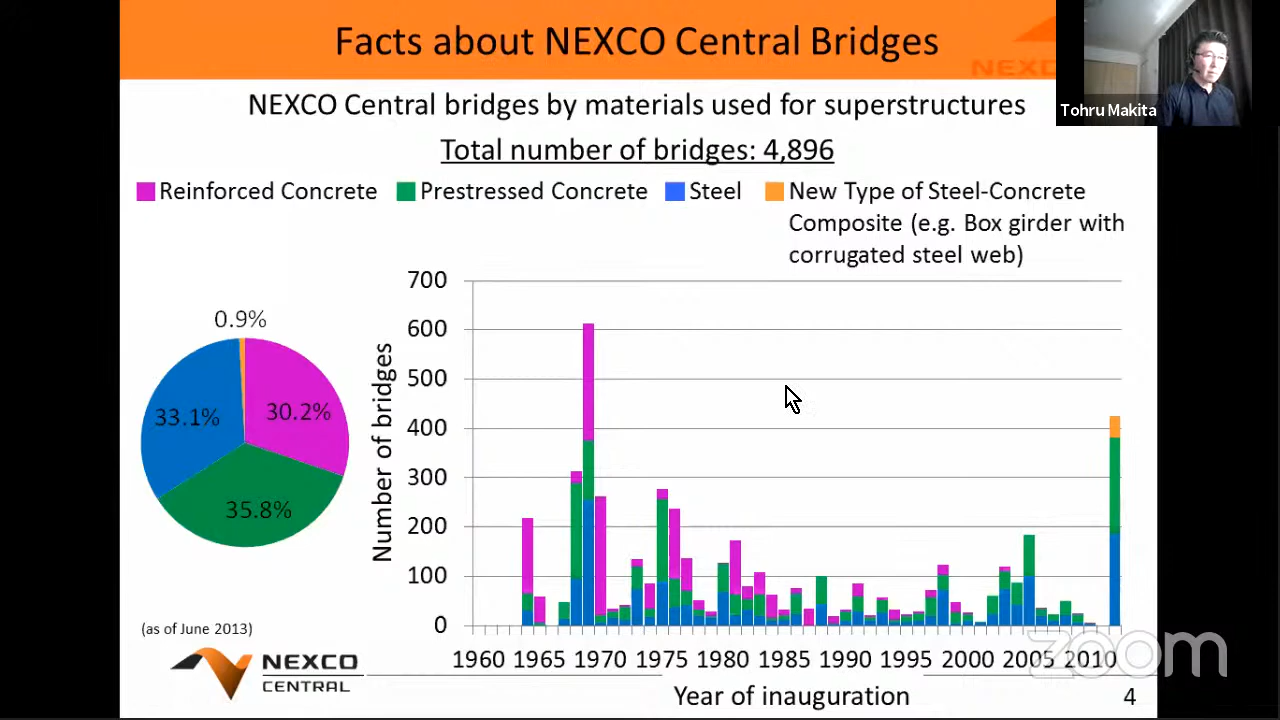 Facts about NEXCO Central Bridges
Tohru Makita
NEXCO Central bridges by materials used for superstructures
Total number of bridges: 4,896
Reinforced Concrete Prestressed Concrete Steel New Type of Steel-Concrete
Composite (e.g. Box girder with
corrugated steel web)
0.9%
33.1%
30.2%
35.8%
(as of June 2013)
NEXCO
CENTRAL
Number of bridges
700
600
500
400
300
200
100
0
1960 1965 1970 1975 1980 1985 1990 1995 2000 2005 2010
Year of inauguration
4
zoom